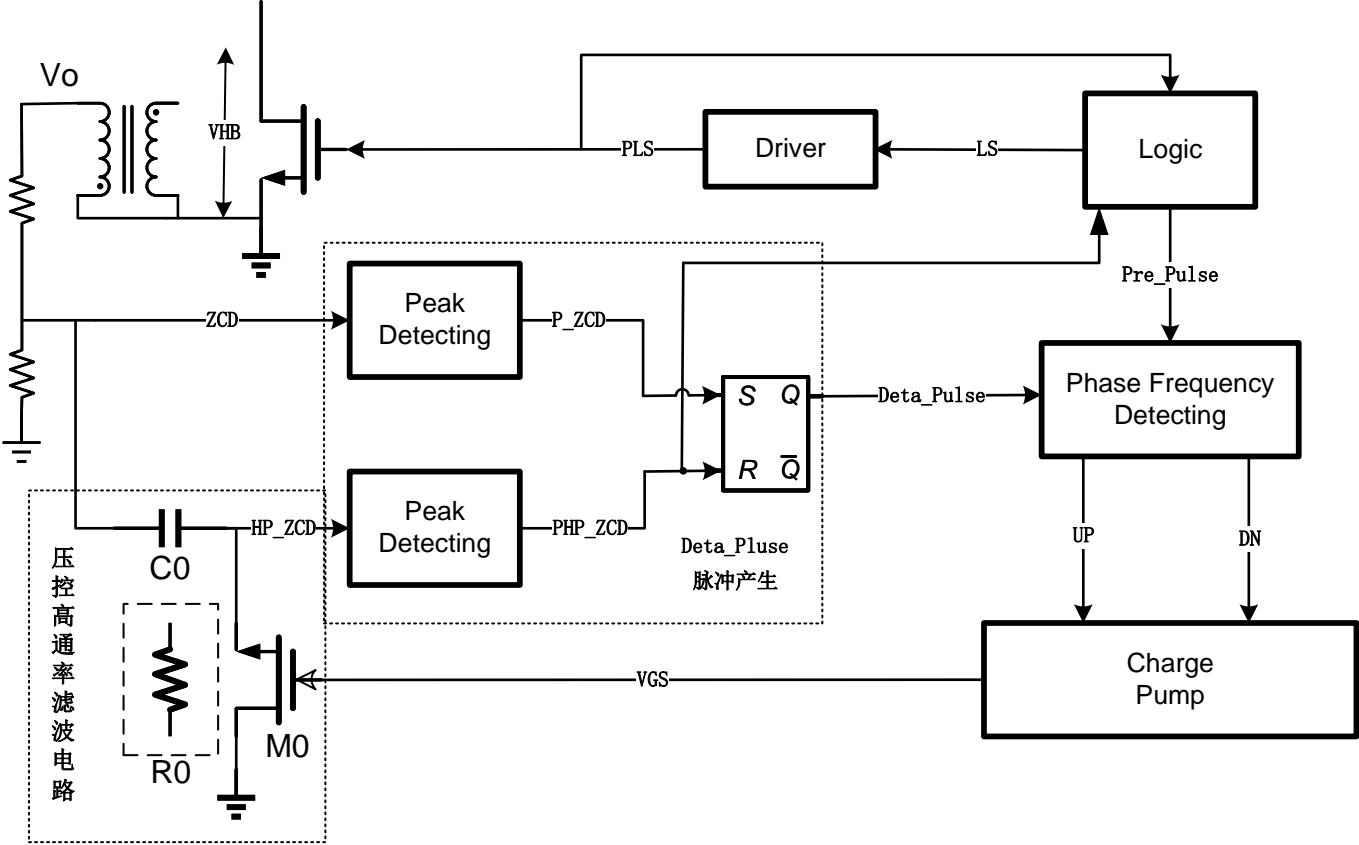 Vo
VHB
PLS
Driver
LS
Logic
Pre_Pulse
ZCD
Peak
Detecting
P_ZCD
S Q
R Q̅
Deta_Pulse
Phase Frequency
Detecting
HP_ZCD
Peak
Detecting
PHP_ZCD
Deta_Pluse
脉冲产生
UP
DN
C0
压控高通率滤波电路
R0
M0
VGS
Charge
Pump